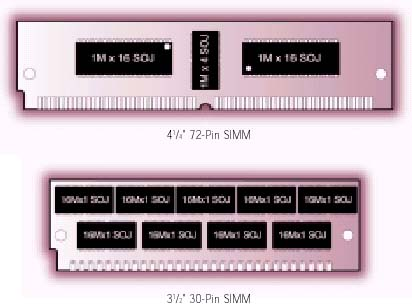 1M x 16 SOJ
1M x 4 SOJ
1M x 16 SOJ
4¼" 72-Pin SIMM
16Mx1 SOJ 16Mx1 SOJ 16Mx1 SOJ 16Mx1 SOJ 16Mx1 SOJ
16Mx1 SOJ 16Mx1 SOJ 16Mx1 SOJ 16Mx1 SOJ
3½" 30-Pin SIMM